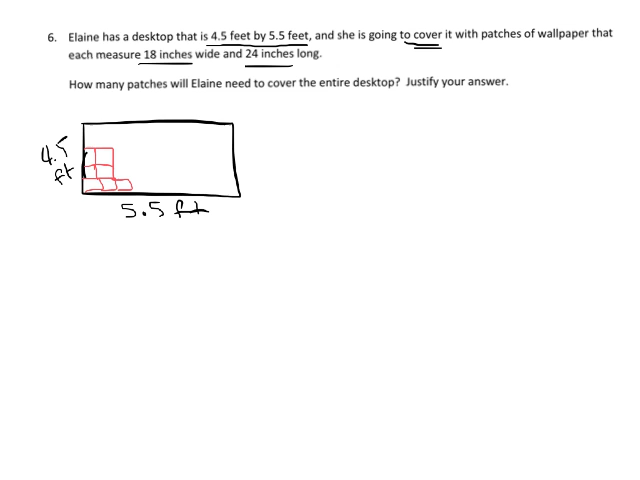 6. Elaine has a desktop that is 4.5 feet by 5.5 feet, and she is going to cover it with patches of wallpaper that
each measure 18 inches wide and 24 inches long.
How many patches will Elaine need to cover the entire desktop? Justify your answer.
4.5
ft
5.5 ft